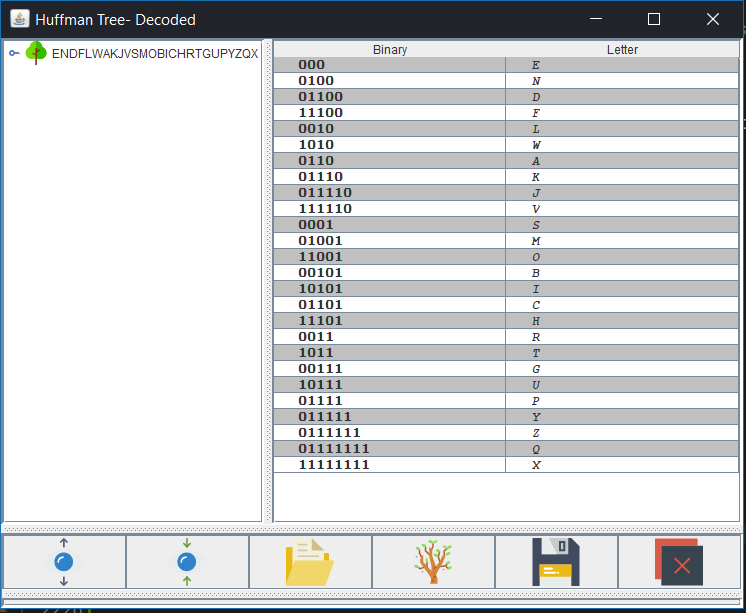 Huffman Tree- Decoded
ENDFLWAKJVSMOBICHRTGUPYZQX
Binary Letter
000 E
0100 N
01100 D
11100 F
0010 L
1010 W
0110 A
01110 K
011110 J
111110 V
0001 S
01001 M
11001 O
00101 B
10101 I
01101 C
11101 H
0011 R
1011 T
00111 G
10111 U
01111 P
011111 Y
0111111 Z
01111111 Q
11111111 X